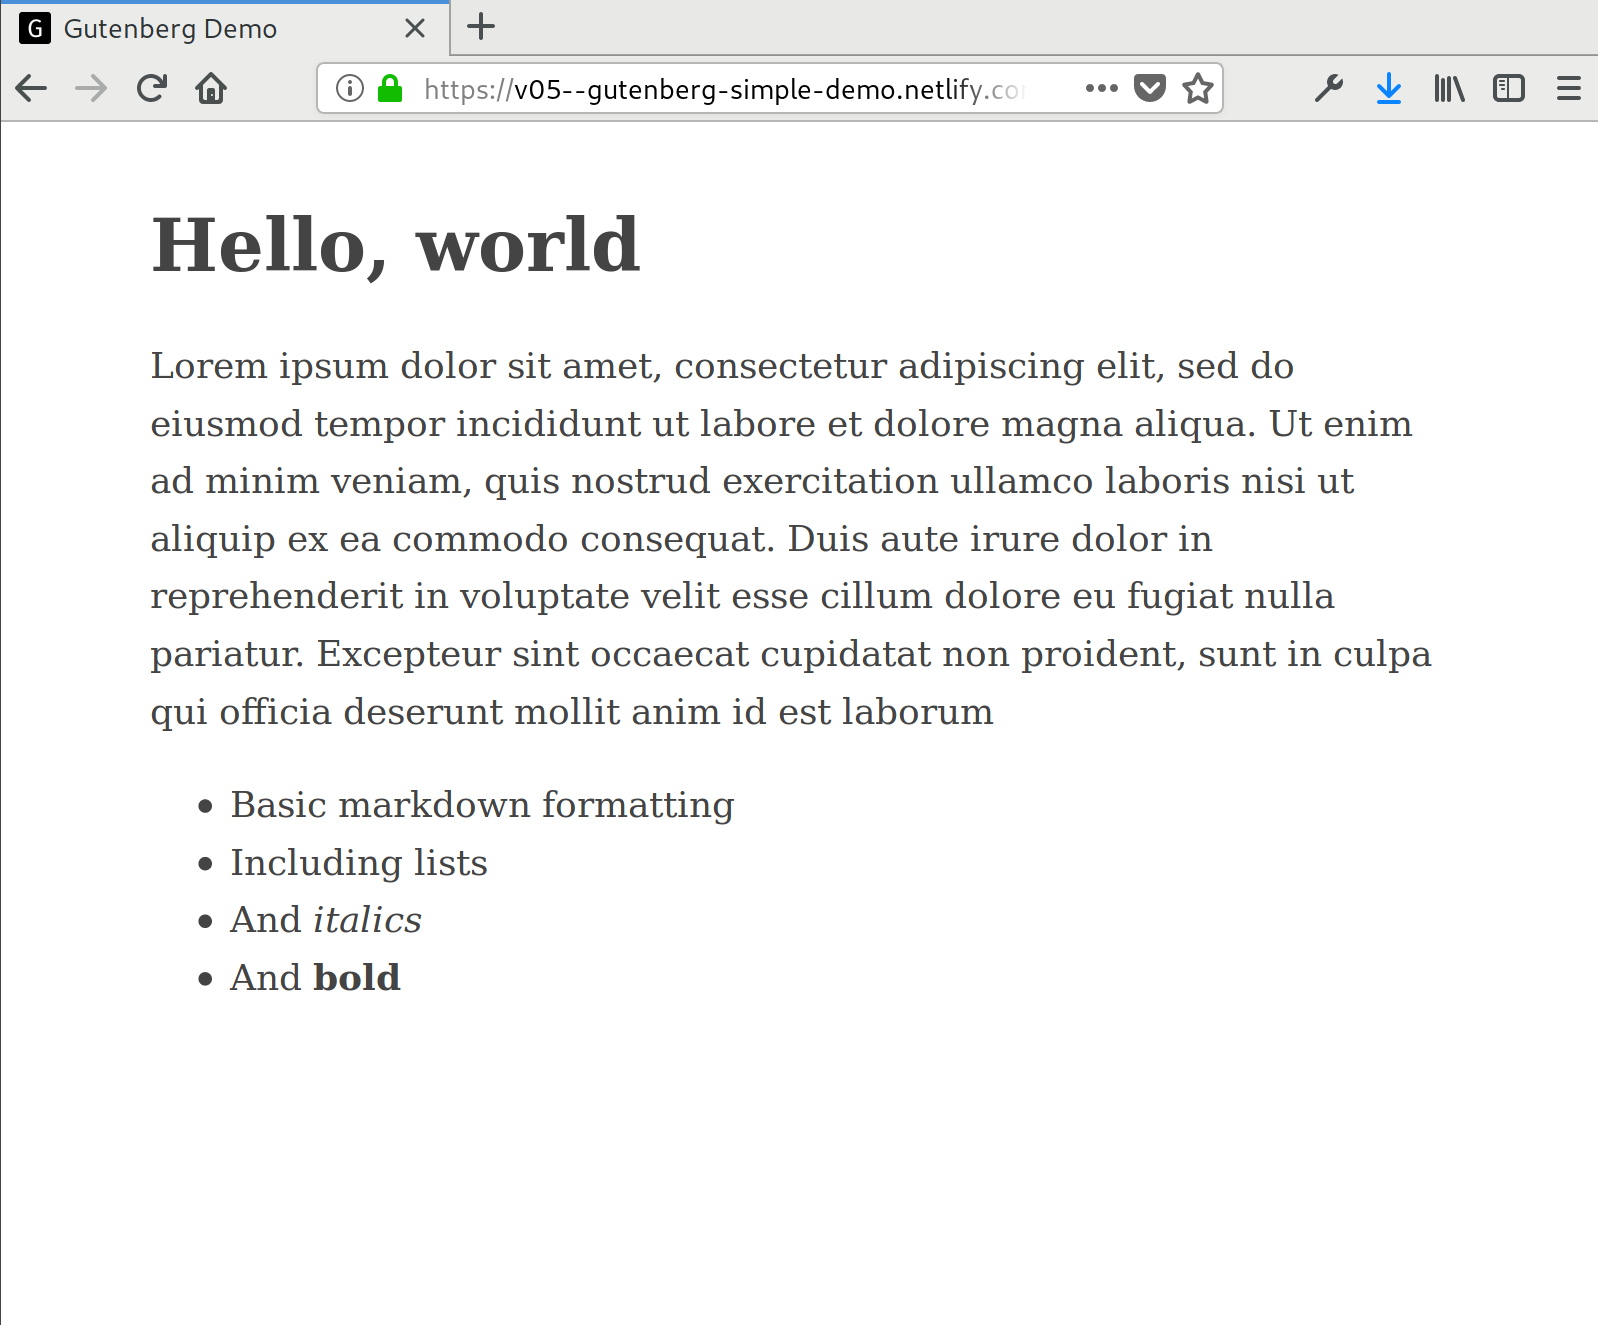 G Gutenberg Demo
https://v05--gutenberg-simple-demo.netlify.co
Hello, world
Lorem ipsum dolor sit amet, consectetur adipiscing elit, sed do
eiusmod tempor incididunt ut labore et dolore magna aliqua. Ut enim
ad minim veniam, quis nostrud exercitation ullamco laboris nisi ut
aliquip ex ea commodo consequat. Duis aute irure dolor in
reprehenderit in voluptate velit esse cillum dolore eu fugiat nulla
pariatur. Excepteur sint occaecat cupidatat non proident, sunt in culpa
qui officia deserunt mollit anim id est laborum
• Basic markdown formatting
• Including lists
• And italics
• And bold